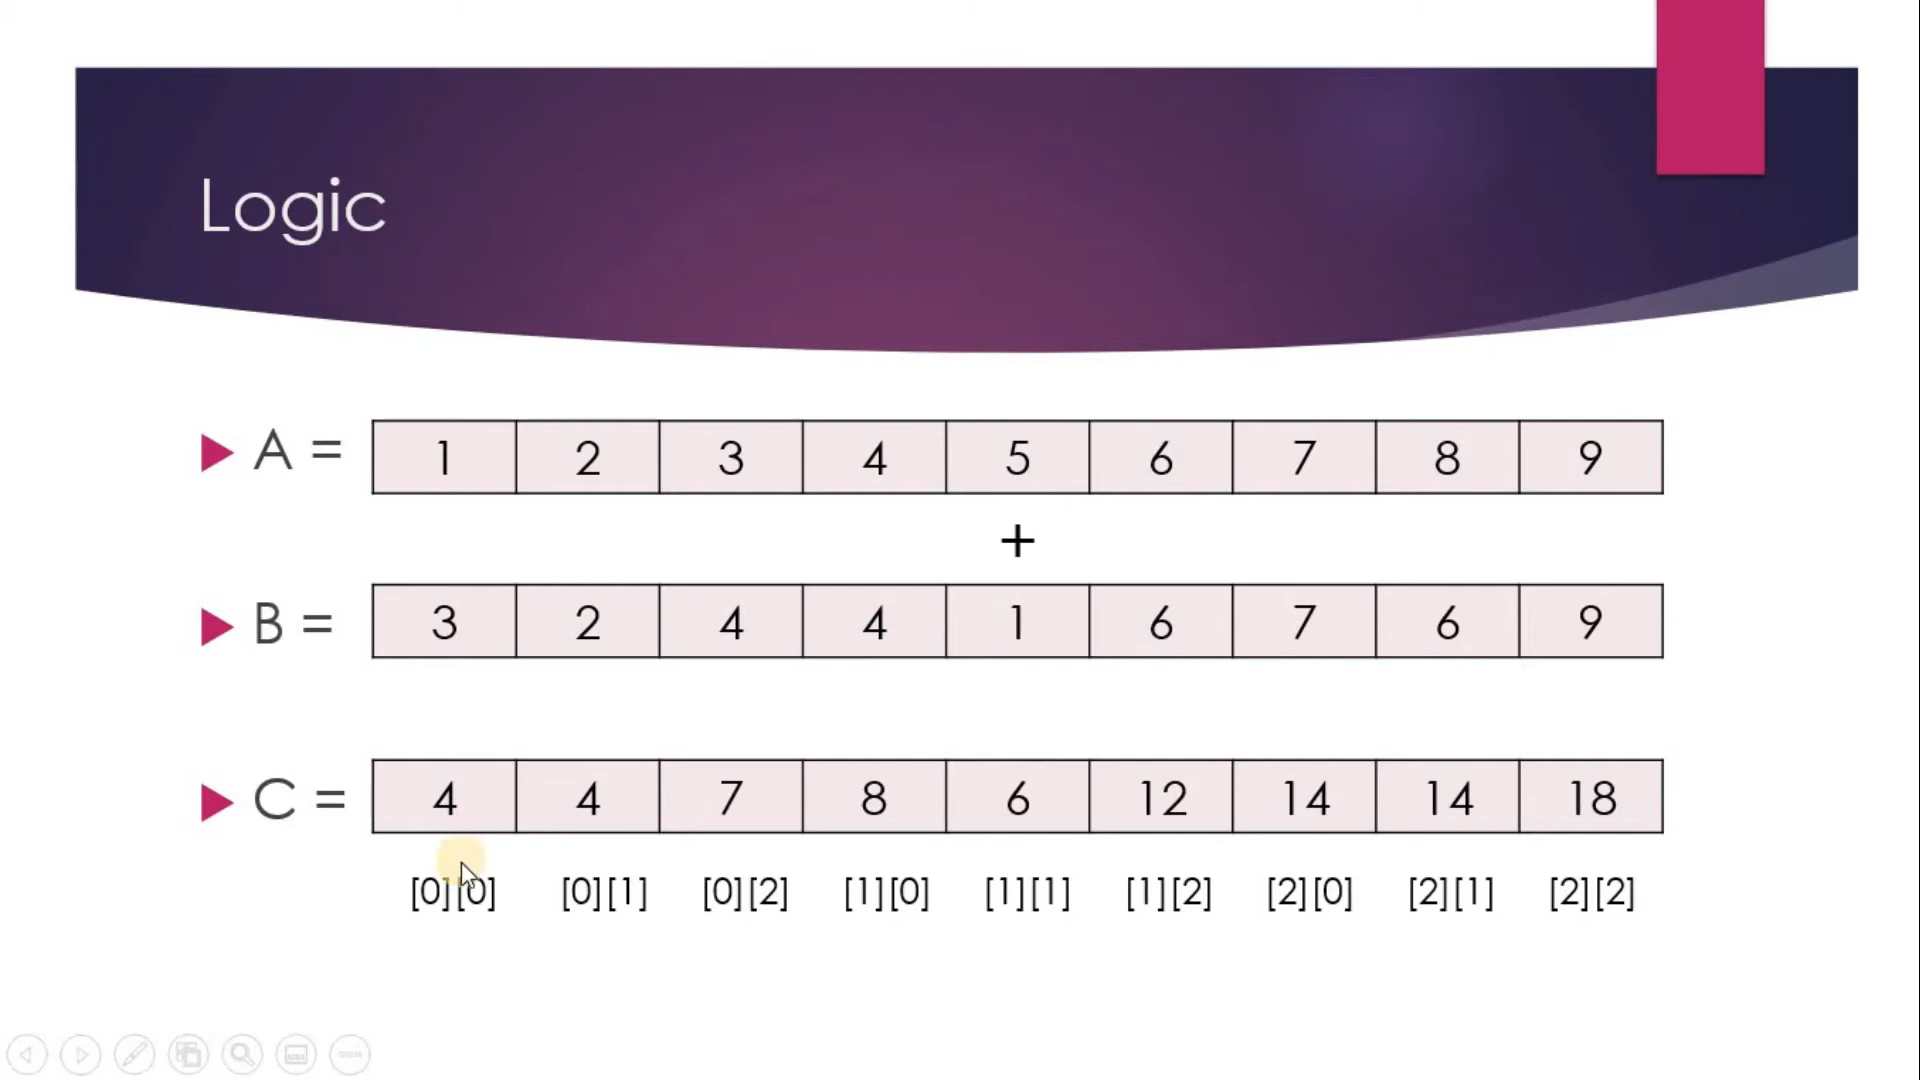 Logic
A = 1 2 3 4 5 6 7 8 9
+
B = 3 2 4 4 1 6 7 6 9
C = 4 4 7 8 6 12 14 14 18
[0][0] [0][1] [0][2] [1][0] [1][1] [1][2] [2][0] [2][1] [2][2]